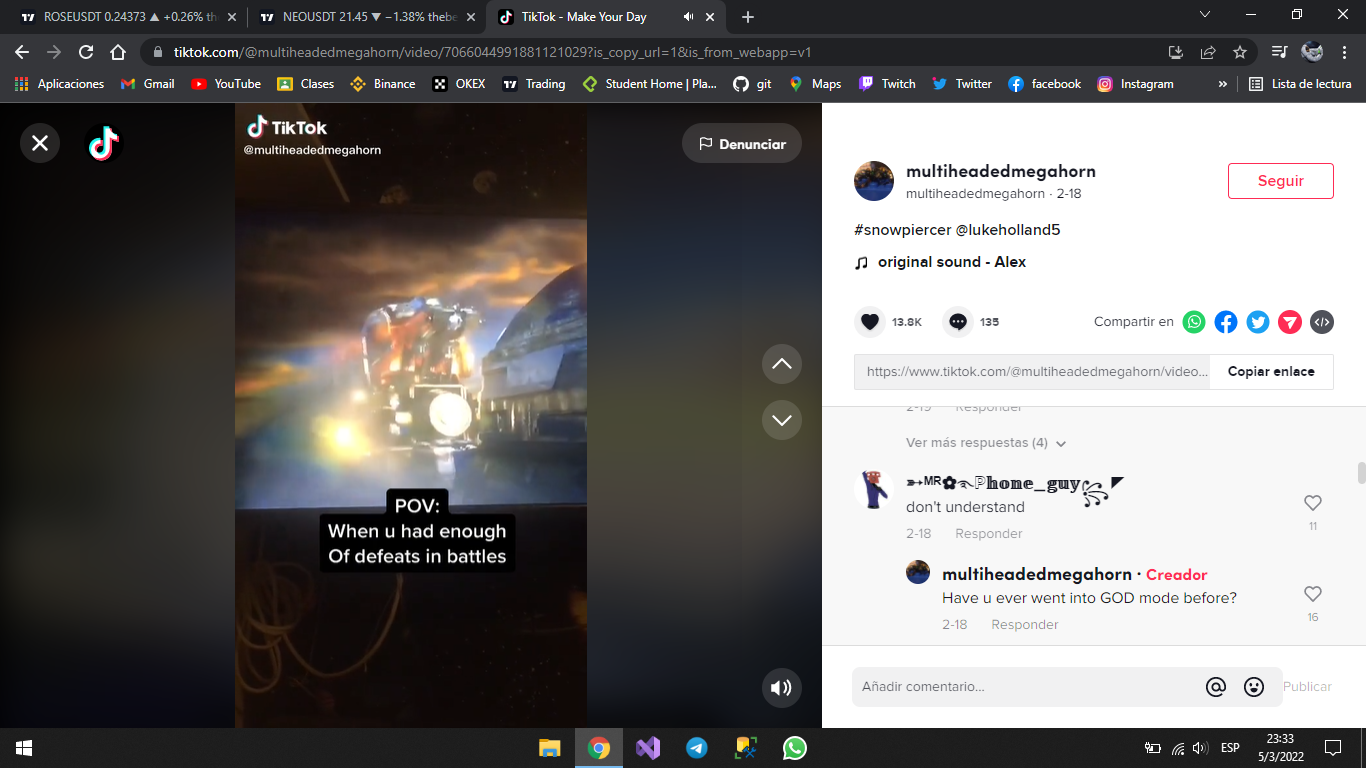 ROSEUSDT 0.24373 ▲ +0.26% the
NEOUSDT 21.45 ▼ −1.38% thebe
TikTok - Make Your Day
tiktok.com/@multiheadedmegahorn/video/7066044991881121029?is_copy_url=1&is_from_webapp=v1
Aplicaciones
Gmail
YouTube
Clases
Binance
OKEX
Trading
Student Home | Pla...
git
Maps
Twitch
Twitter
facebook
Instagram
»
Lista de lectura
TikTok
@multiheadedmegahorn
Denunciar
POV:
When u had enough
Of defeats in battles
multiheadedmegahorn
multiheadedmegahorn · 2-18
Seguir
#snowpiercer @lukeholland5
original sound - Alex
13.8K
135
Compartir en
https://www.tiktok.com/@multiheadedmegahorn/video...
Copiar enlace
2-19 Responder
Ver más respuestas (4)
➵ᴹᴿ✿︵ℙ𝕙𝕠𝕟𝕖_𝕘𝕦𝕪꧂◤
don't understand
2-18 Responder
11
multiheadedmegahorn · Creador
Have u ever went into GOD mode before?
2-18 Responder
16
Añadir comentario...
Publicar
ESP
23:33
5/3/2022